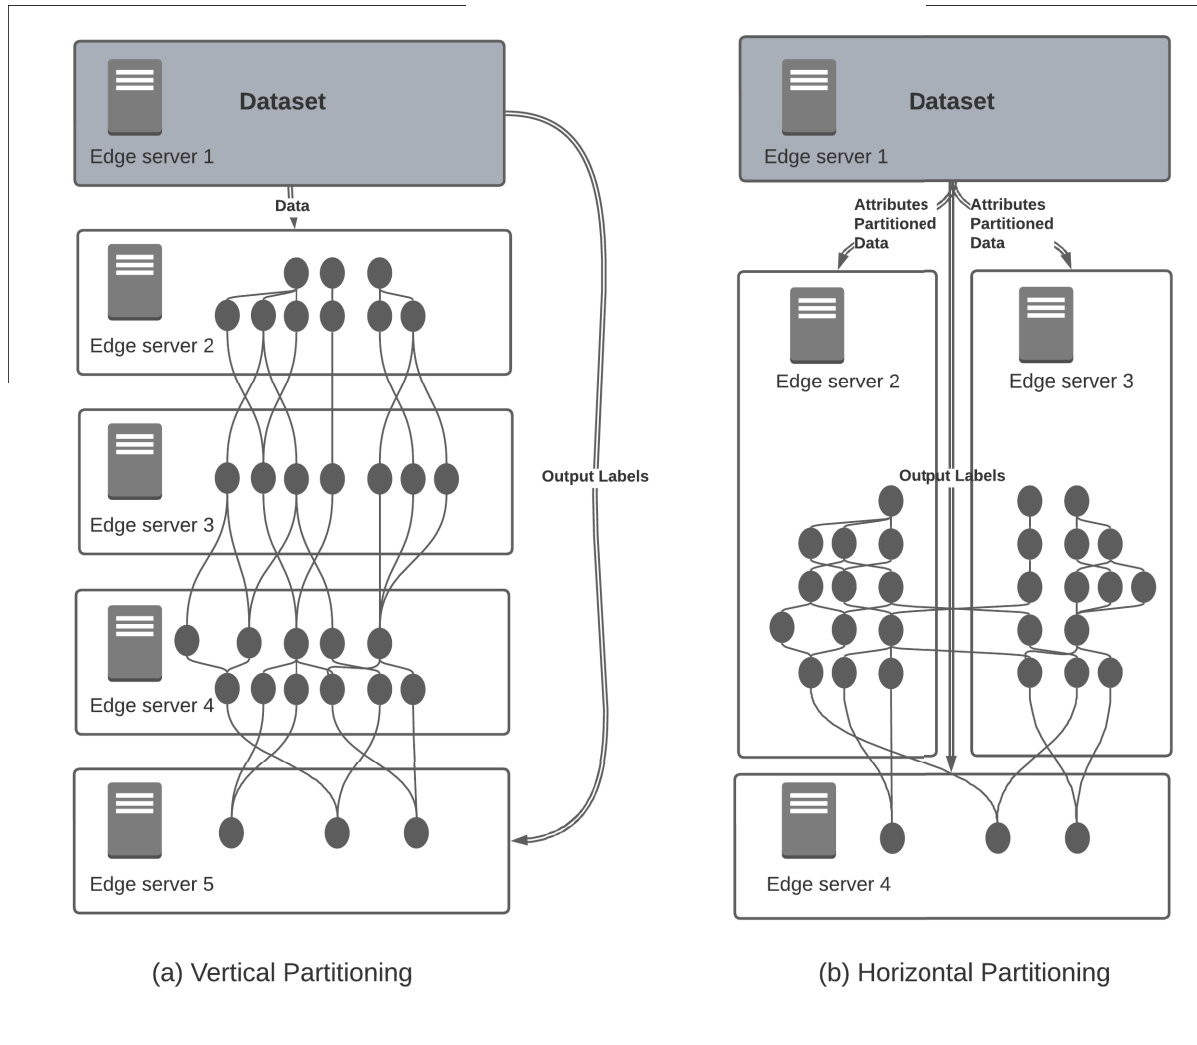 Dataset
Edge server 1
Data
Edge server 2
Edge server 3
Output Labels
Edge server 4
Edge server 5
(a) Vertical Partitioning
Dataset
Edge server 1
Attributes
Partitioned
Data
Attributes
Partitioned
Data
Edge server 2
Edge server 3
Output Labels
Edge server 4
(b) Horizontal Partitioning